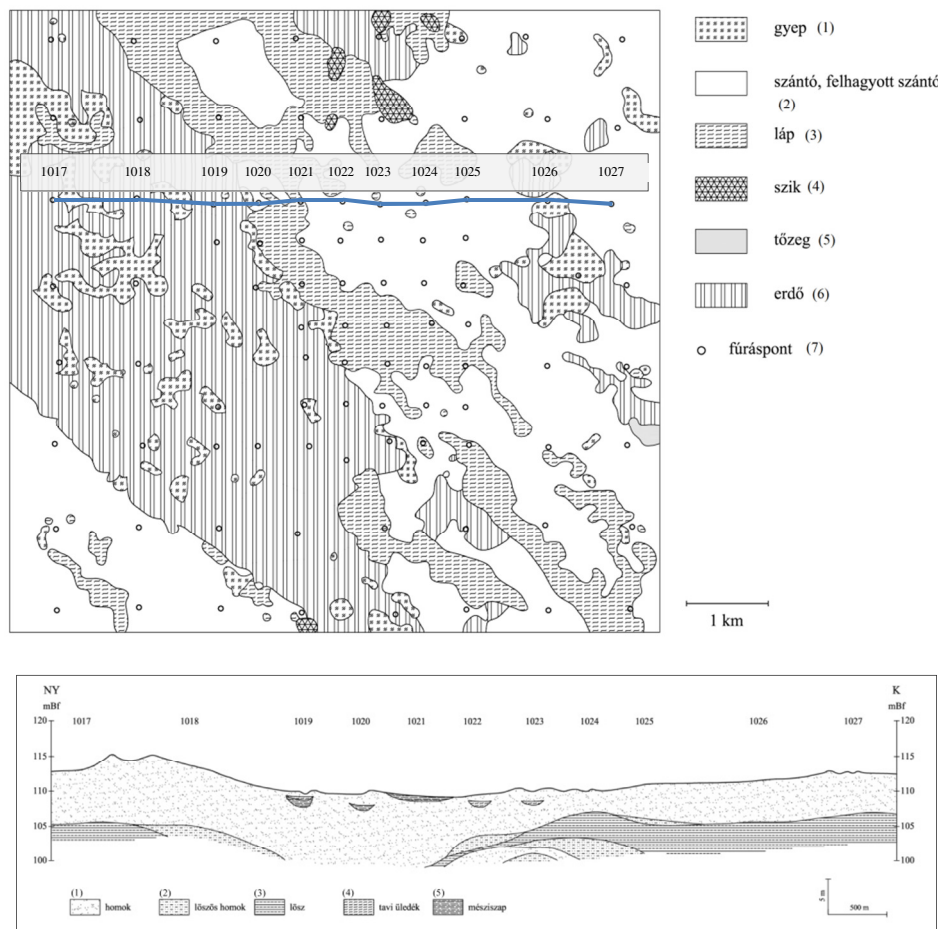 gyep (1)
szántó, felhagyott szántó
(2)
láp (3)
szik (4)
tőzeg (5)
erdő (6)
fúráspont (7)
1 km
1017 1018 1019 1020 1021 1022 1023 1024 1025 1026 1027
NY K
mBf mBf
1017 1018 1019 1020 1021 1022 1023 1024 1025 1026 1027
120 120
115 115
110 110
105 105
100 100
(1) (2) (3) (4) (5)
homok löszös homok lösz tavi üledék mésziszap
5 m
500 m